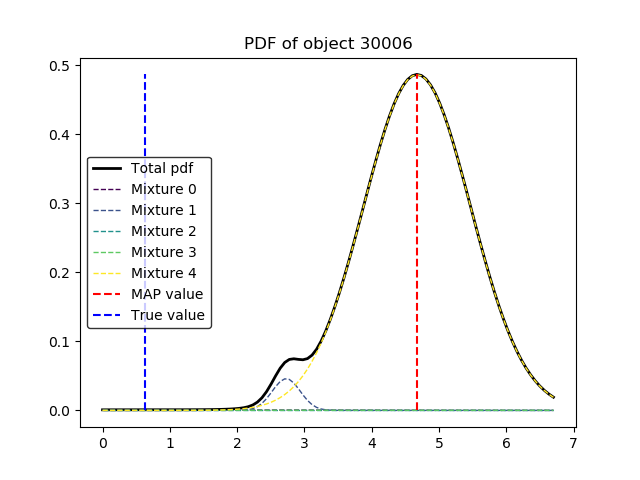 PDF of object 30006
0.5
0.4
0.3
0.2
0.1
0.0
Total pdf
Mixture 0
Mixture 1
Mixture 2
Mixture 3
Mixture 4
MAP value
True value
0 1 2 3 4 5 6 7